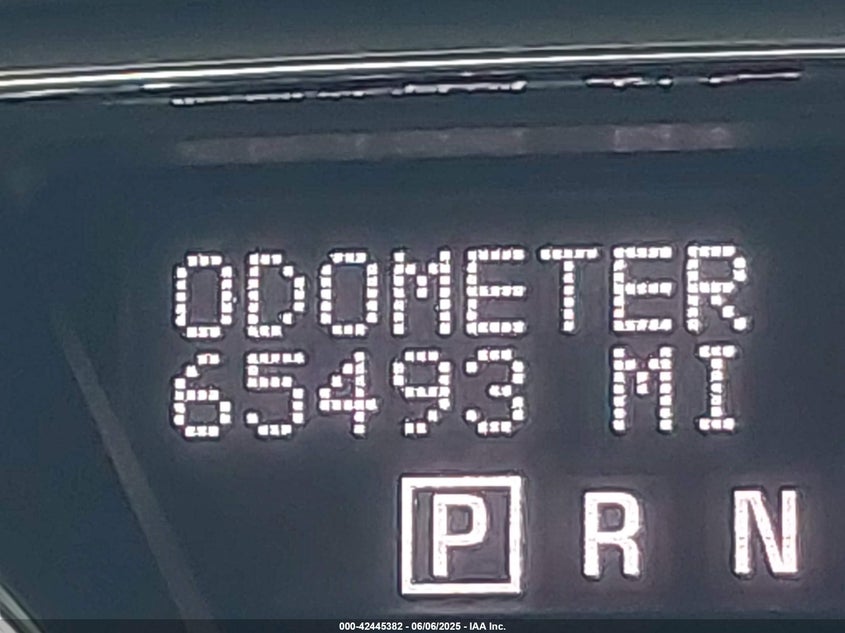 ODOMETER
65493 MI
P R N
000-42445382 - 06/06/2025 - IAA Inc.